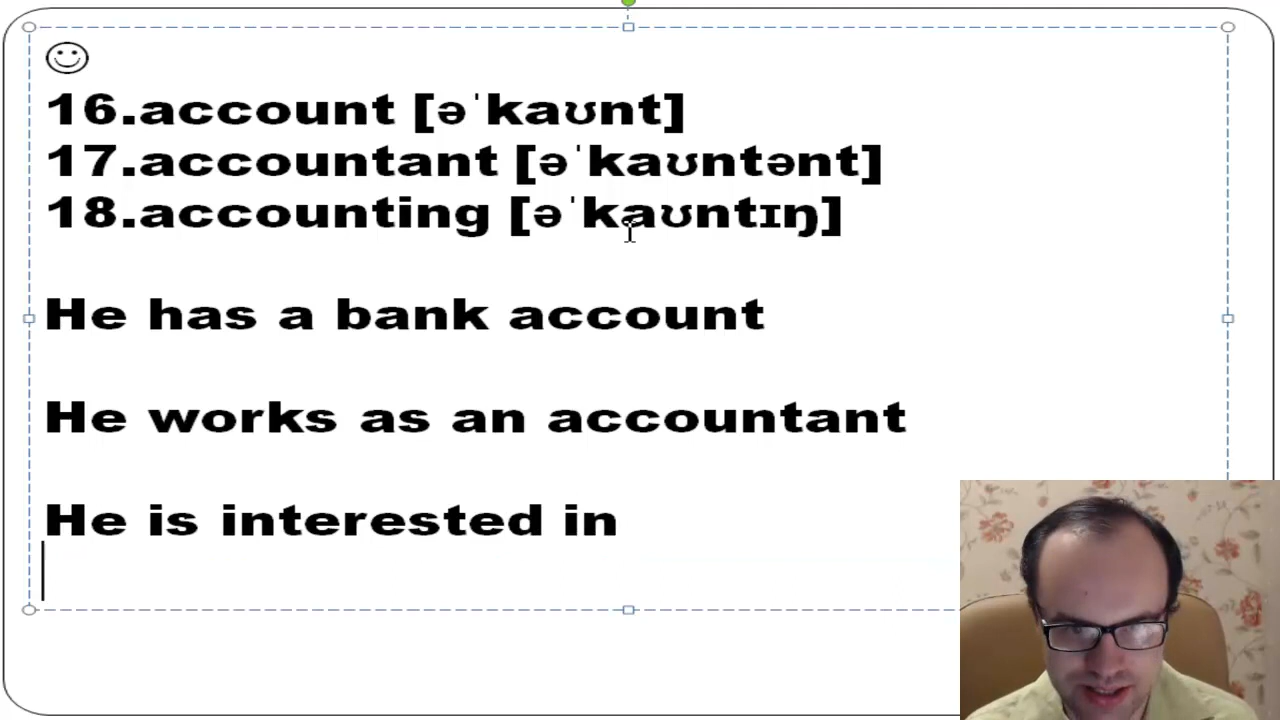 16.account [əˈkaʊnt]
17.accountant [əˈkaʊntənt]
18.accounting [əˈkaʊntɪŋ]
He has a bank account
He works as an accountant
He is interested in